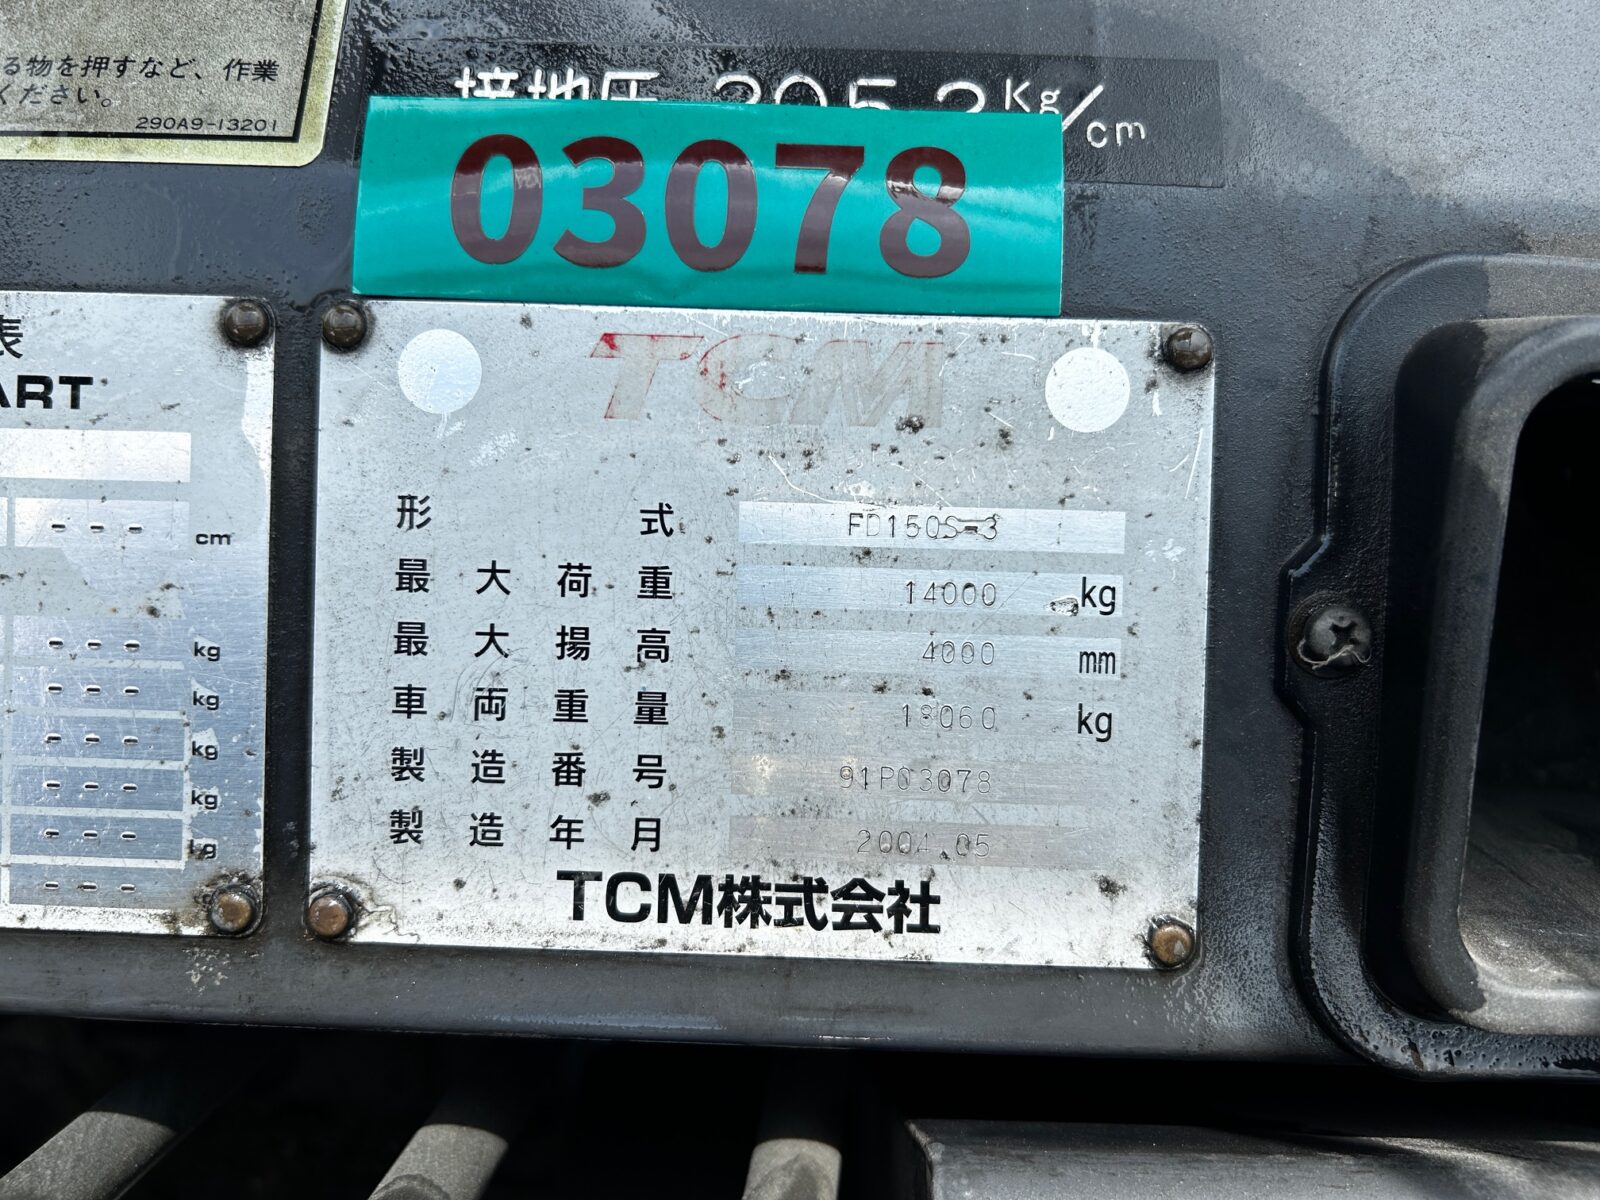 る物を押すなど、作業
ください。
290A9-13201
接地圧 205.2Kg/cm
03078
表
ART
--- cm
--- kg
--- kg
--- kg
--- kg
--- kg
---
TCM
形式 FD150S-3
最大荷重 14000 kg
最大揚高 4000 mm
車両重量 18060 kg
製造番号 91P03078
製造年月 2004.05
TCM株式会社